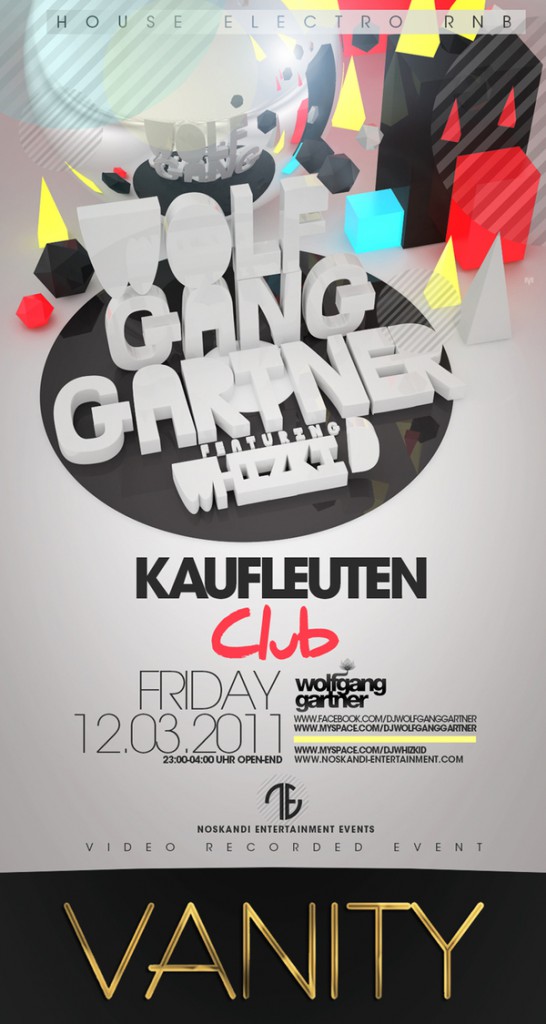 HOUSE ELECTRO RNB
WOLF
GANG
WOLF
GANG
GARTNER
FEATURING
WHIZKID
KAUFLEUTEN
Club
FRIDAY
12.03.2011
23:00-04:00 UHR OPEN-END
wolfgang
gartner
WWW.FACEBOOK.COM/DJWOLFGANGGARTNER
WWW.MYSPACE.COM/DJWOLFGANGGARTNER
WWW.MYSPACE.COM/DJWHIZKID
WWW.NOSKANDI-ENTERTAINMENT.COM
NOSKANDI ENTERTAINMENT EVENTS
VIDEO RECORDED EVENT
VANITY